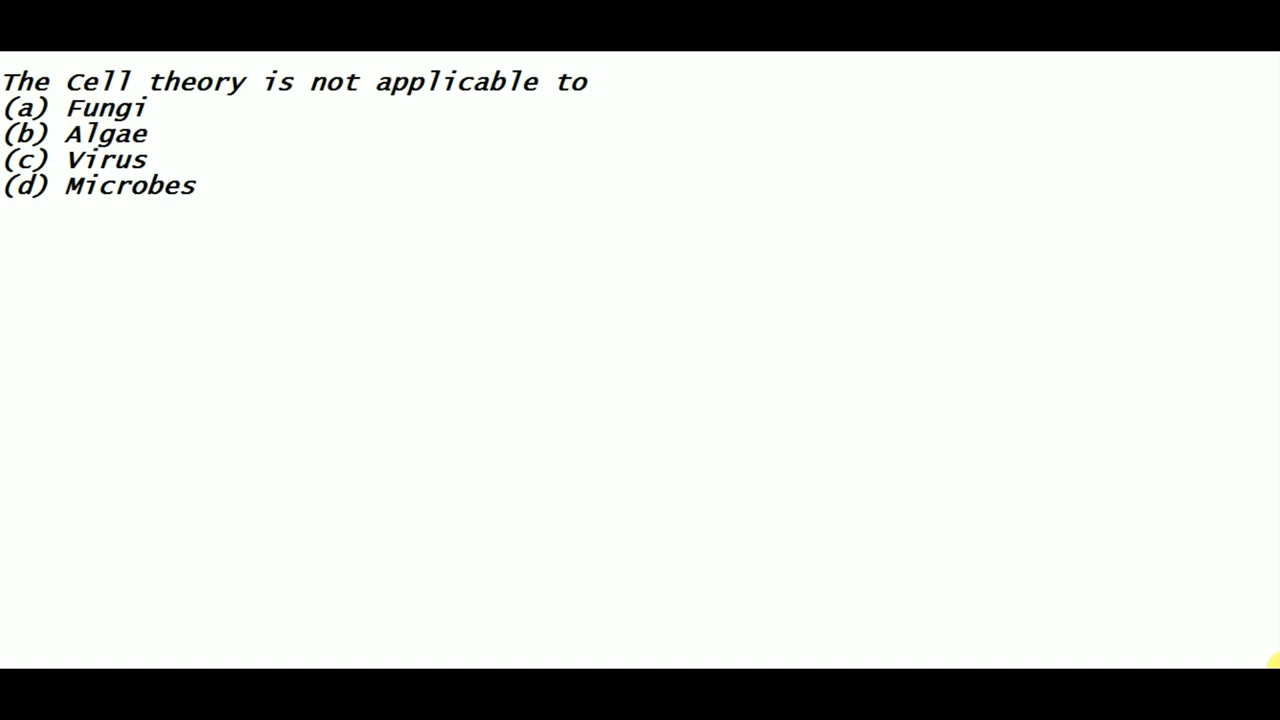 The Cell theory is not applicable to
(a) Fungi
(b) Algae
(c) Virus
(d) Microbes